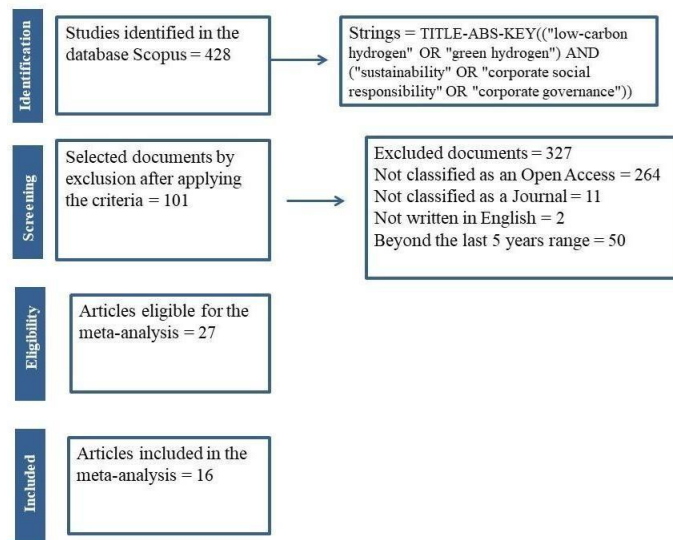 Identification
Studies identified in the
database Scopus = 428
Strings = TITLE-ABS-KEY(("low-carbon
hydrogen" OR "green hydrogen") AND
("sustainability" OR "corporate social
responsibility" OR "corporate governance"))
Screening
Selected documents by
exclusion after applying
the criteria = 101
Excluded documents = 327
Not classified as an Open Access = 264
Not classified as a Journal = 11
Not written in English = 2
Beyond the last 5 years range = 50
Eligibility
Articles eligible for the
meta-analysis = 27
Included
Articles included in the
meta-analysis = 16